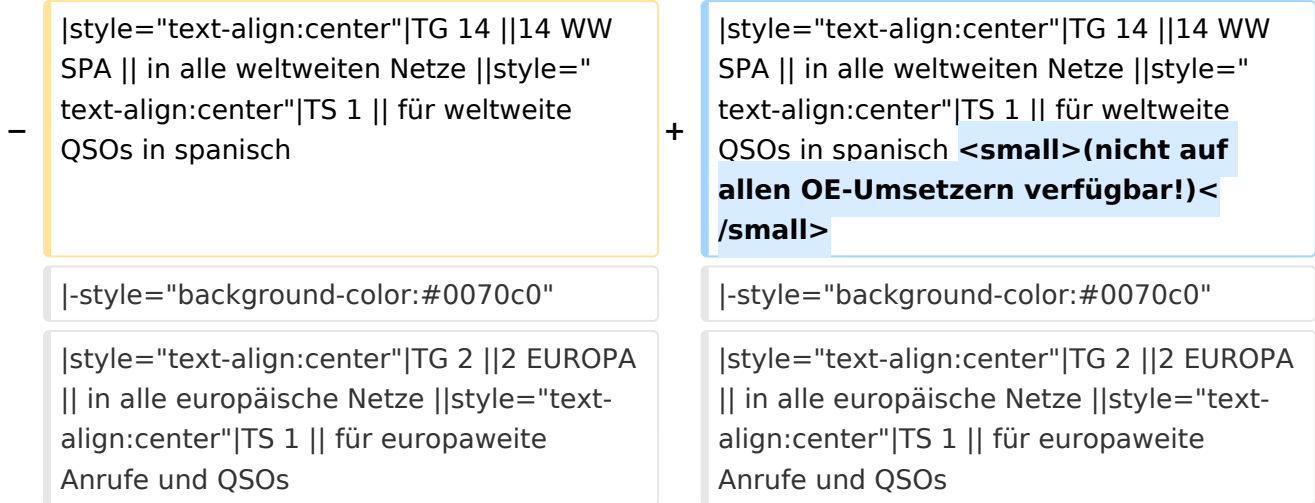 −
|style="text-align:center"|TG 14 ||14 WW
SPA || in alle weltweiten Netze ||style="
text-align:center"|TS 1 || für weltweite
QSOs in spanisch
+
|style="text-align:center"|TG 14 ||14 WW
SPA || in alle weltweiten Netze ||style="
text-align:center"|TS 1 || für weltweite
QSOs in spanisch <small>(nicht auf
allen OE-Umsetzern verfügbar!)<
/small>
|-style="background-color:#0070c0"
|-style="background-color:#0070c0"
|style="text-align:center"|TG 2 ||2 EUROPA
|| in alle europäische Netze ||style="text-
align:center"|TS 1 || für europaweite
Anrufe und QSOs
|style="text-align:center"|TG 2 ||2 EUROPA
|| in alle europäische Netze ||style="text-
align:center"|TS 1 || für europaweite
Anrufe und QSOs